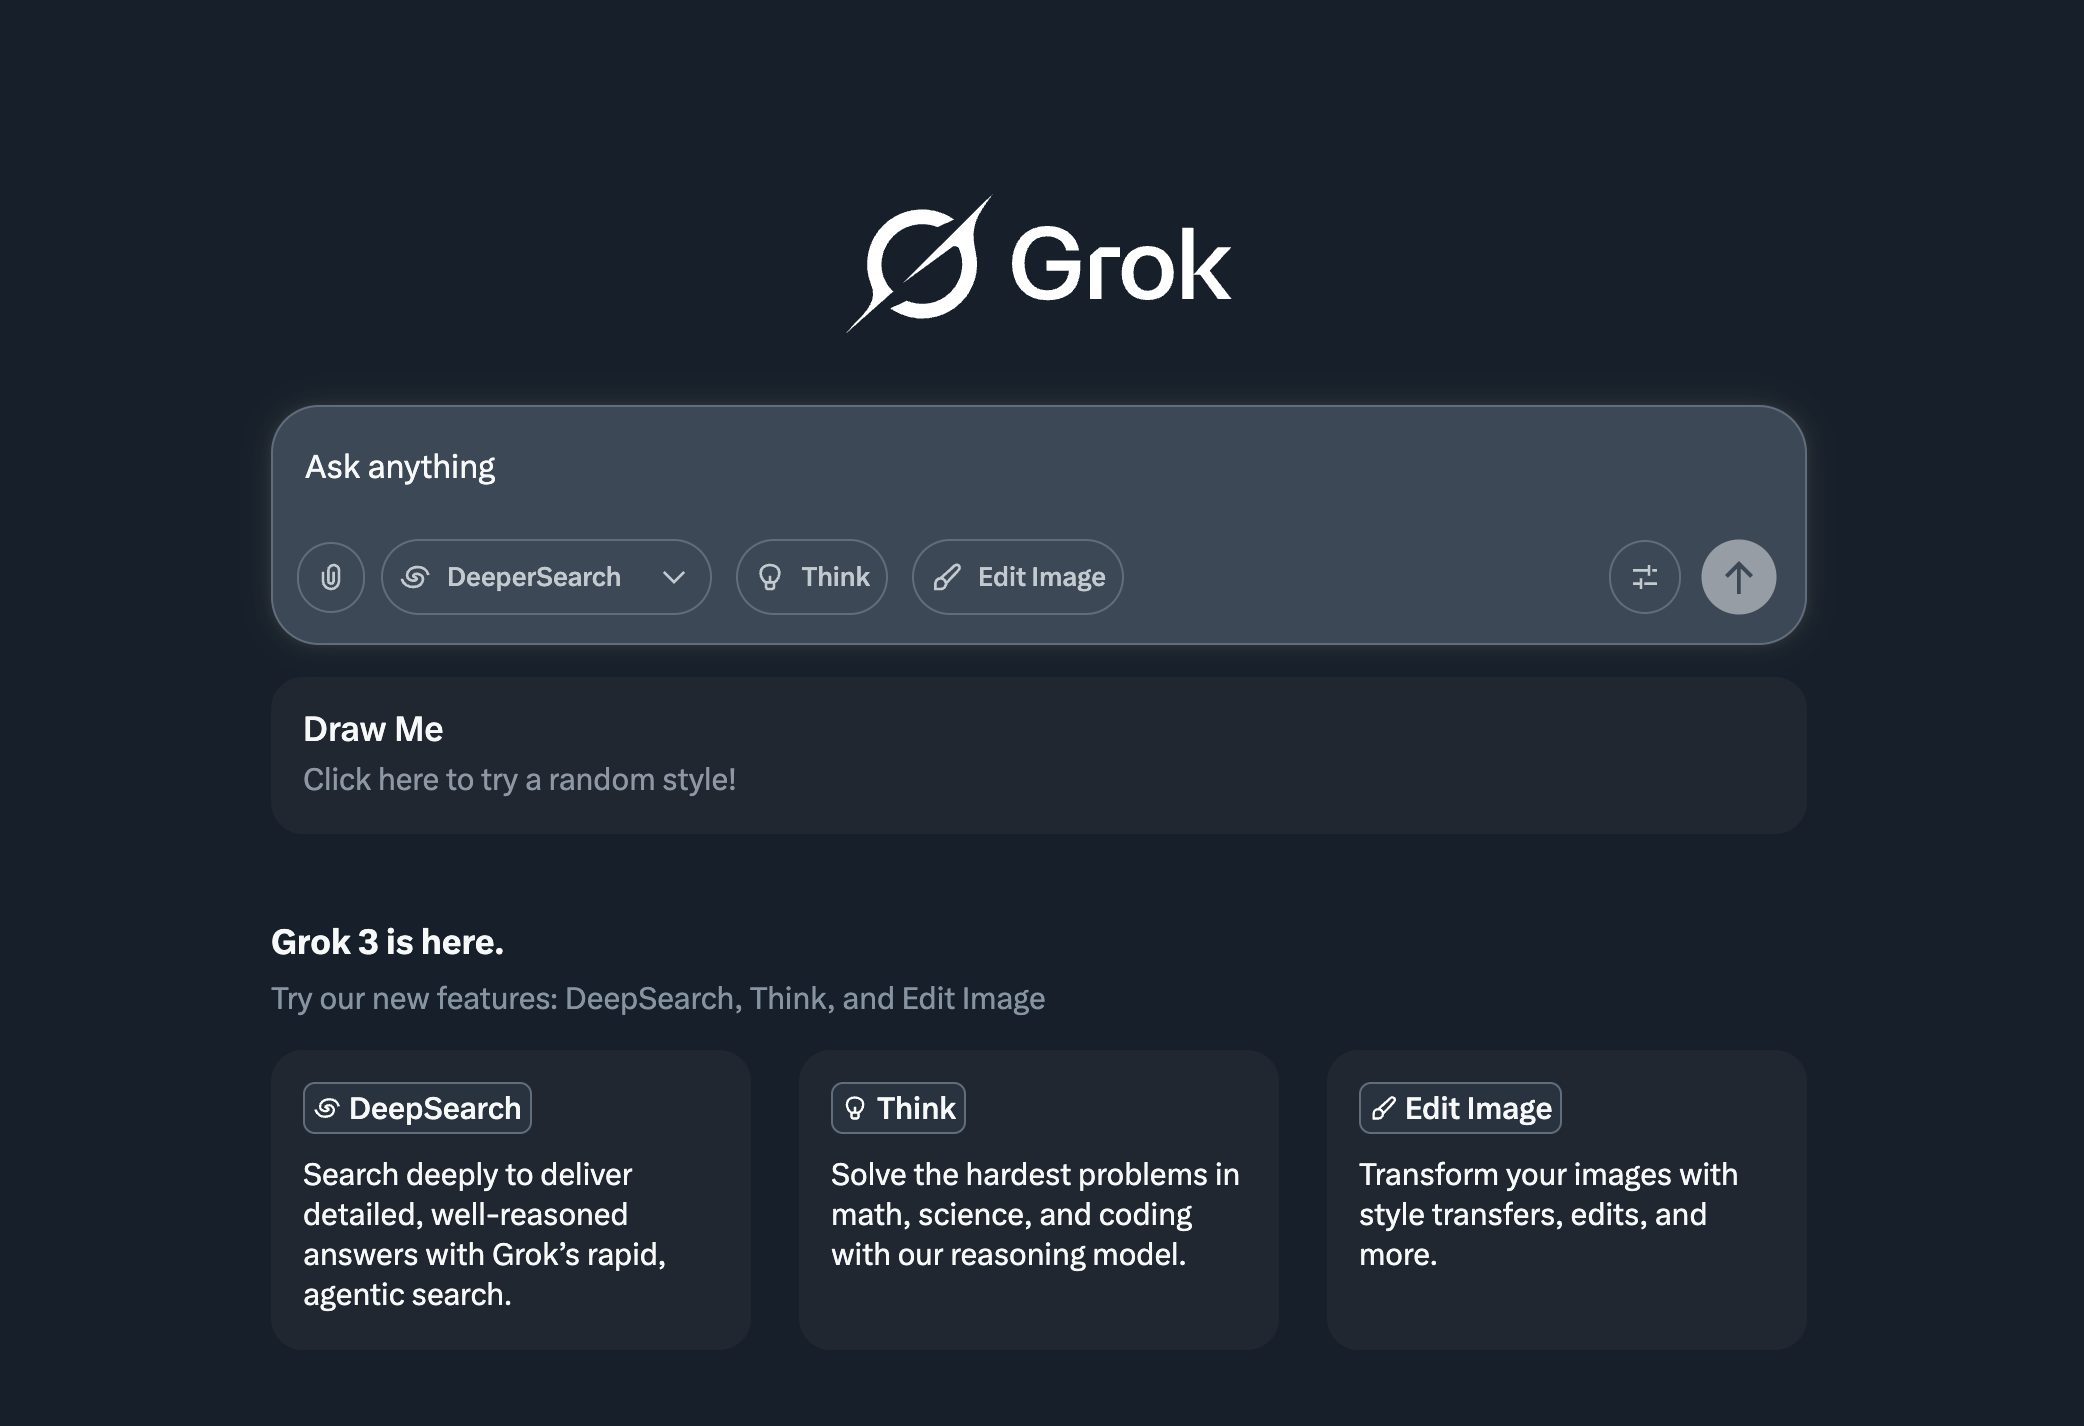 Grok
Ask anything
DeeperSearch
Think
Edit Image
Draw Me
Click here to try a random style!
Grok 3 is here.
Try our new features: DeepSearch, Think, and Edit Image
DeepSearch
Search deeply to deliver
detailed, well-reasoned
answers with Grok’s rapid,
agentic search.
Think
Solve the hardest problems in
math, science, and coding
with our reasoning model.
Edit Image
Transform your images with
style transfers, edits, and
more.